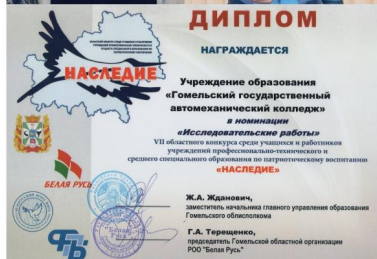 ДИПЛОМ
НАГРАЖДАЕТСЯ
НАСЛЕДИЕ
Учреждение образования
«Гомельский государственный
автомеханический колледж»
в номинации
«Исследовательские работы»
VII областного конкурса среди учащихся и работников
учреждений профессионально-технического и
среднего специального образования по патриотическому воспитанию
«НАСЛЕДИЕ»
БЕЛАЯ РУСЬ
Ж.А. Жданович,
заместитель начальника главного управления образования
Гомельского облисполкома
Г.А. Терещенко,
председатель Гомельской областной организации
РОО "Белая Русь"
ФПБ